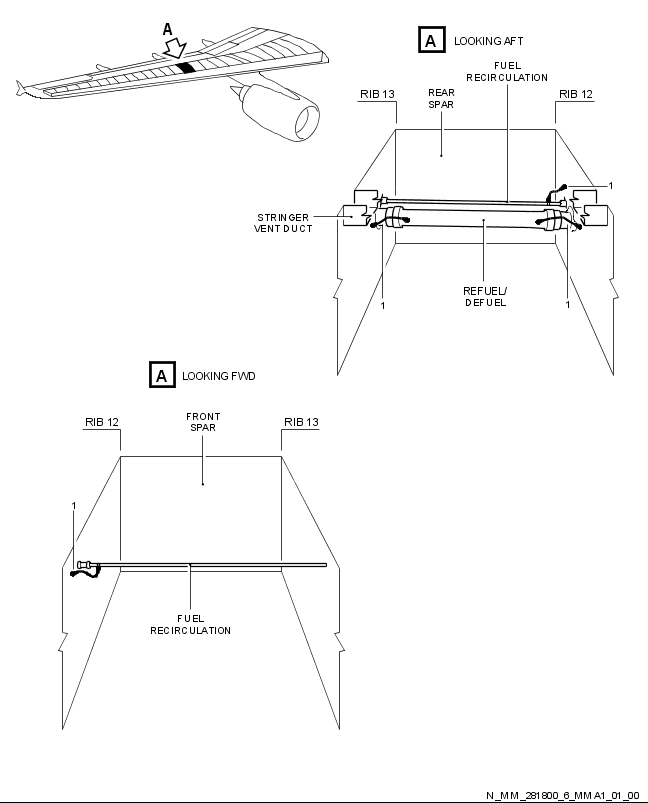 A
A LOOKING AFT
FUEL
RECIRCULATION
RIB 13
REAR
SPAR
RIB 12
1
STRINGER
VENT DUCT
REFUEL/
DEFUEL
1
1
A LOOKING FWD
RIB 12
FRONT
SPAR
RIB 13
1
FUEL
RECIRCULATION
N_MM_281800_6_MMA1_01_00